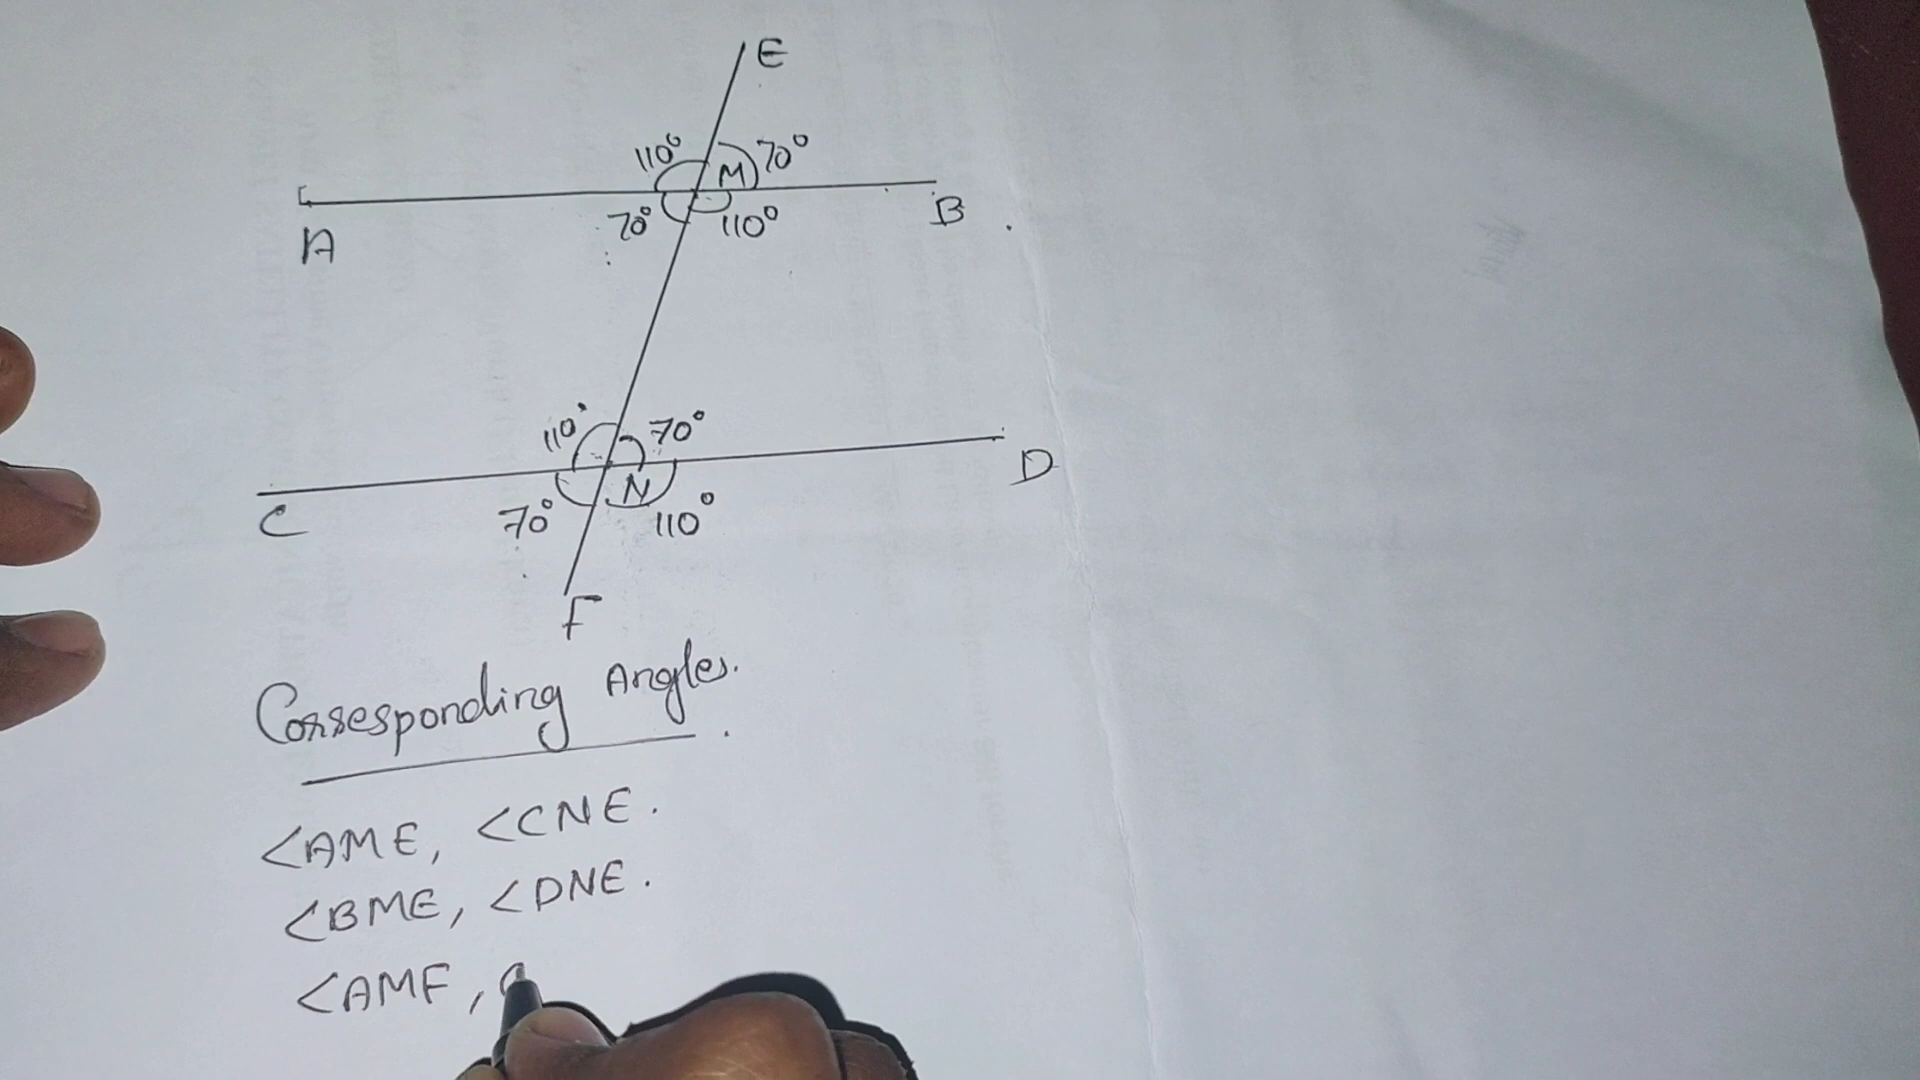 E
110° M 70°
A 70° 110° B
110° 70°
C 70° N 110° D
F
Corresponding Angles.
<AME, <CNE.
<BME, <DNE.
<AMF,